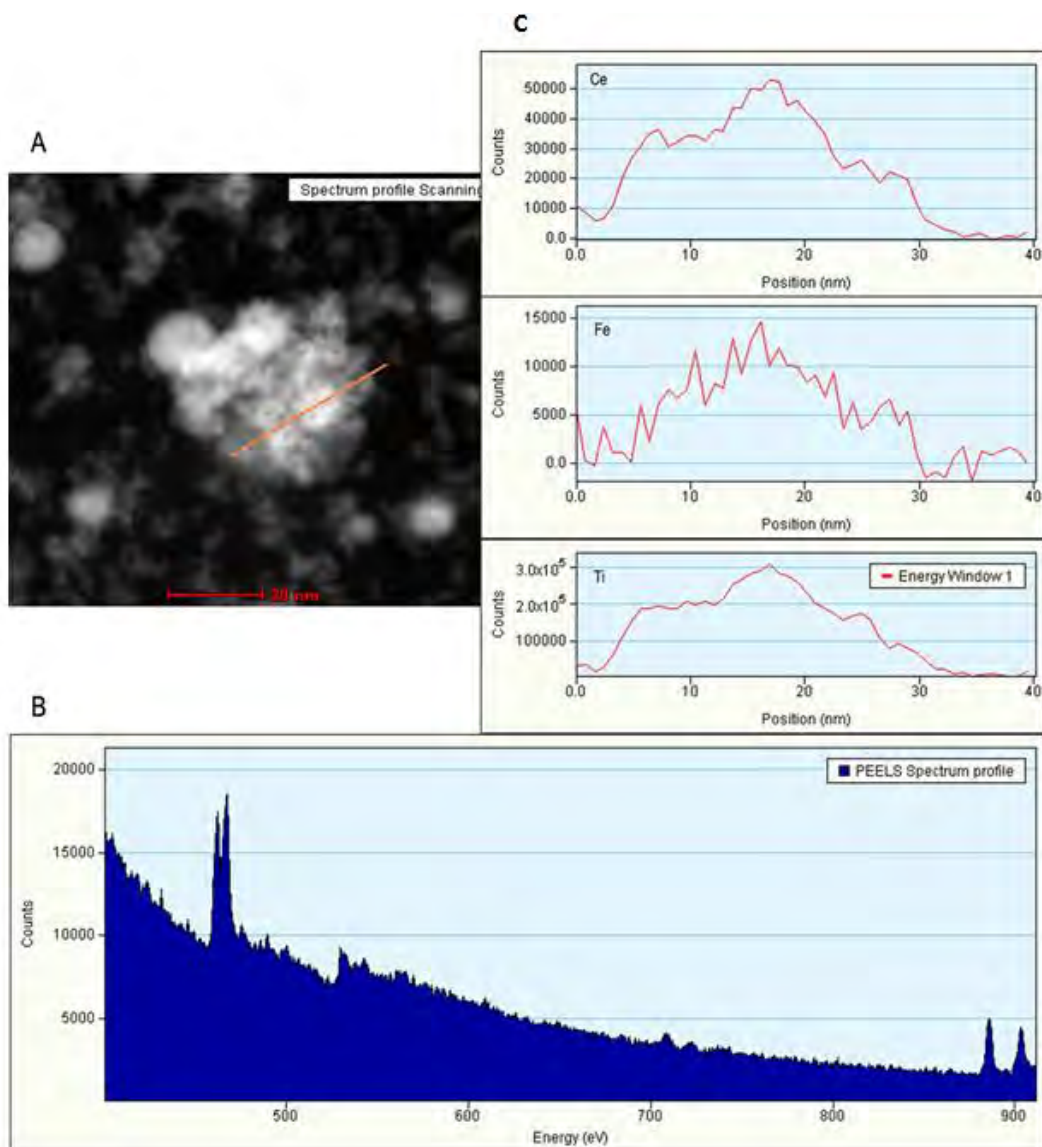 C
A
Spectrum profile Scanning
Ce
Counts
50000
40000
30000
20000
10000
0.0
0.0 10 20 30 40
Position (nm)
Fe
Counts
15000
10000
5000
0.0
0.0 10 20 30 40
Position (nm)
Ti
Energy Window 1
Counts
3.0x10⁵
2.0x10⁵
100000
0.0 10 20 30 40
Position (nm)
B
PEELS Spectrum profile
Counts
20000
15000
10000
5000
500 600 700 800 900
Energy (eV)